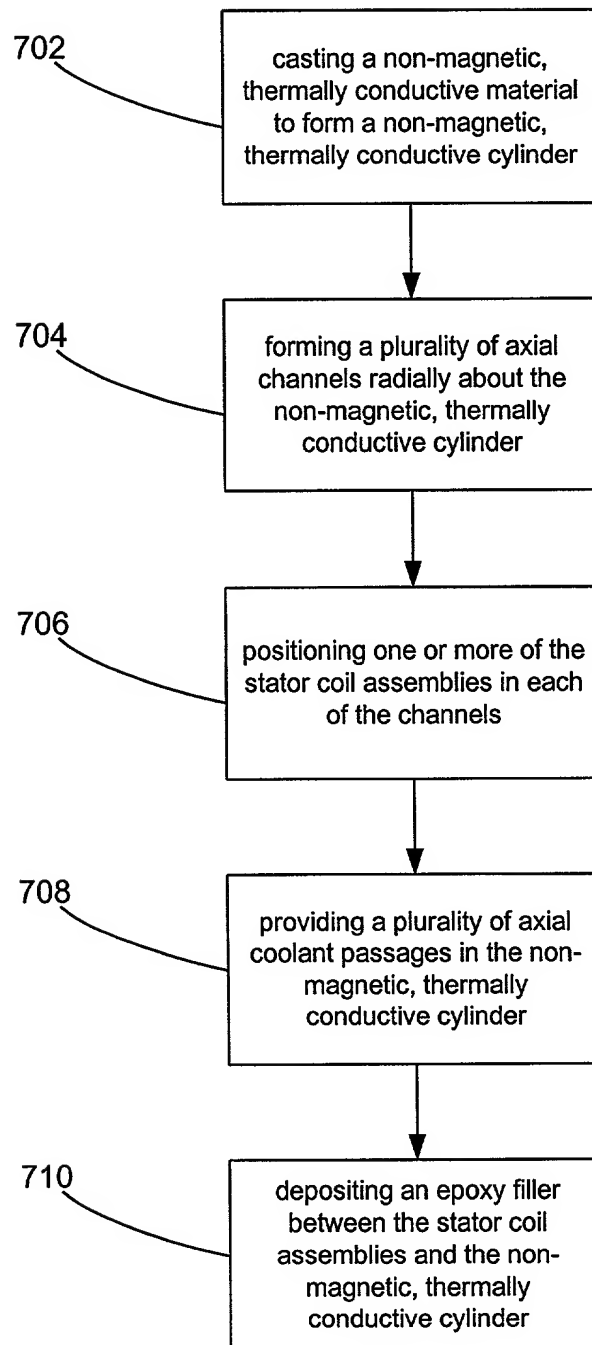 702
casting a non-magnetic,
thermally conductive material
to form a non-magnetic,
thermally conductive cylinder
704
forming a plurality of axial
channels radially about the
non-magnetic, thermally
conductive cylinder
706
positioning one or more of the
stator coil assemblies in each
of the channels
708
providing a plurality of axial
coolant passages in the non-
magnetic, thermally
conductive cylinder
710
depositing an epoxy filler
between the stator coil
assemblies and the non-
magnetic, thermally
conductive cylinder